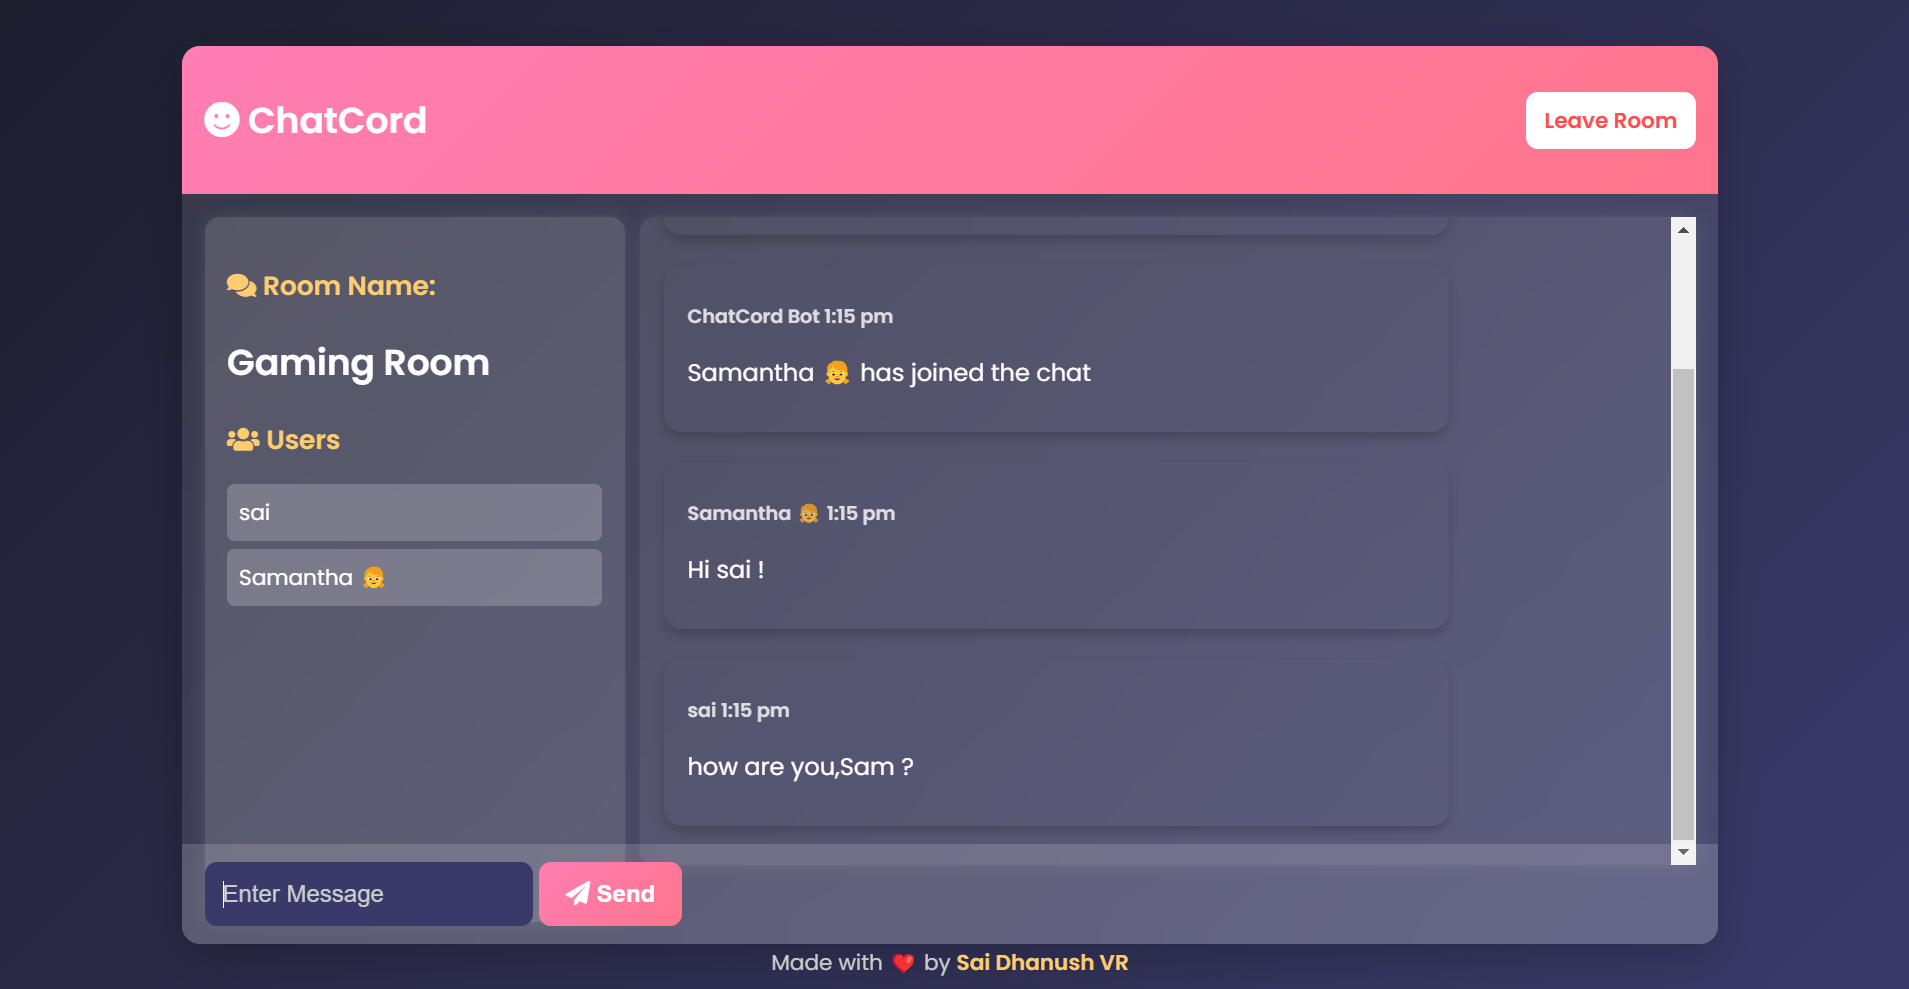 ChatCord
Leave Room
Room Name:
Gaming Room
Users
sai
Samantha 👧
ChatCord Bot 1:15 pm
Samantha 👧 has joined the chat
Samantha 👧 1:15 pm
Hi sai !
sai 1:15 pm
how are you,Sam ?
Enter Message
Send
Made with ❤️ by Sai Dhanush VR